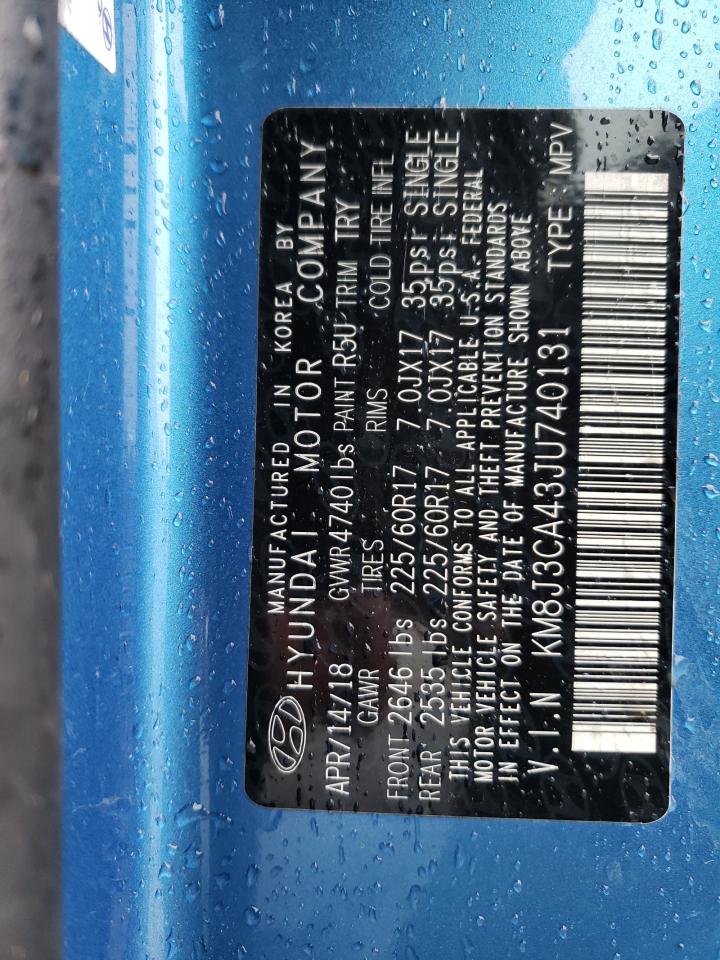 MANUFACTURED IN KOREA BY
HYUNDAI MOTOR COMPANY
APR/14/18 GVWR 4740 lbs PAINT R5U TRIM TRY
GAWR TIRES RIMS COLD TIRE INFL
FRONT 2646 lbs 225/60R17 7.0JX17 35psi SINGLE
REAR 2535 lbs 225/60R17 7.0JX17 35psi SINGLE
THIS VEHICLE CONFORMS TO ALL APPLICABLE U.S.A. FEDERAL
MOTOR VEHICLE SAFETY AND THEFT PREVENTION STANDARDS
IN EFFECT ON THE DATE OF MANUFACTURE SHOWN ABOVE
V.I.N KM8J3CA43JU740131 TYPE : MPV